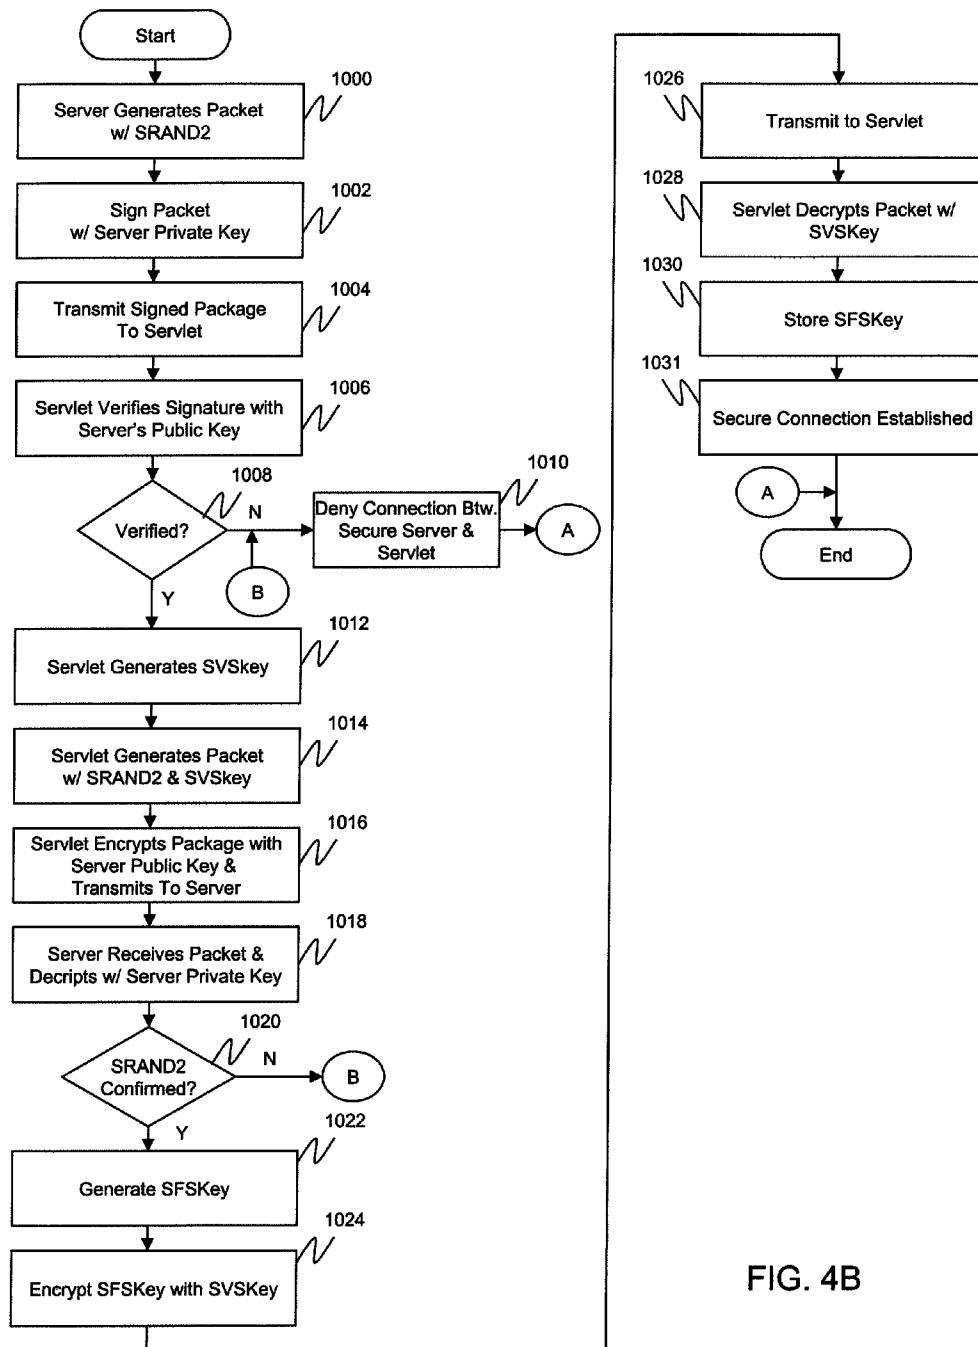 Start
1000
Server Generates Packet
w/ SRAND2
1002
Sign Packet
w/ Server Private Key
1004
Transmit Signed Package
To Servlet
1006
Servlet Verifies Signature with
Server's Public Key
1008
Verified?
N
Y
B
1010
Deny Connection Btw.
Secure Server &
Servlet
A
1012
Servlet Generates SVSkey
1014
Servlet Generates Packet
w/ SRAND2 & SVSkey
1016
Servlet Encrypts Package with
Server Public Key &
Transmits To Server
1018
Server Receives Packet &
Decripts w/ Server Private Key
1020
SRAND2
Confirmed?
N
B
Y
1022
Generate SFSKey
1024
Encrypt SFSKey with SVSKey
1026
Transmit to Servlet
1028
Servlet Decrypts Packet w/
SVSKey
1030
Store SFSKey
1031
Secure Connection Established
A
End
FIG. 4B